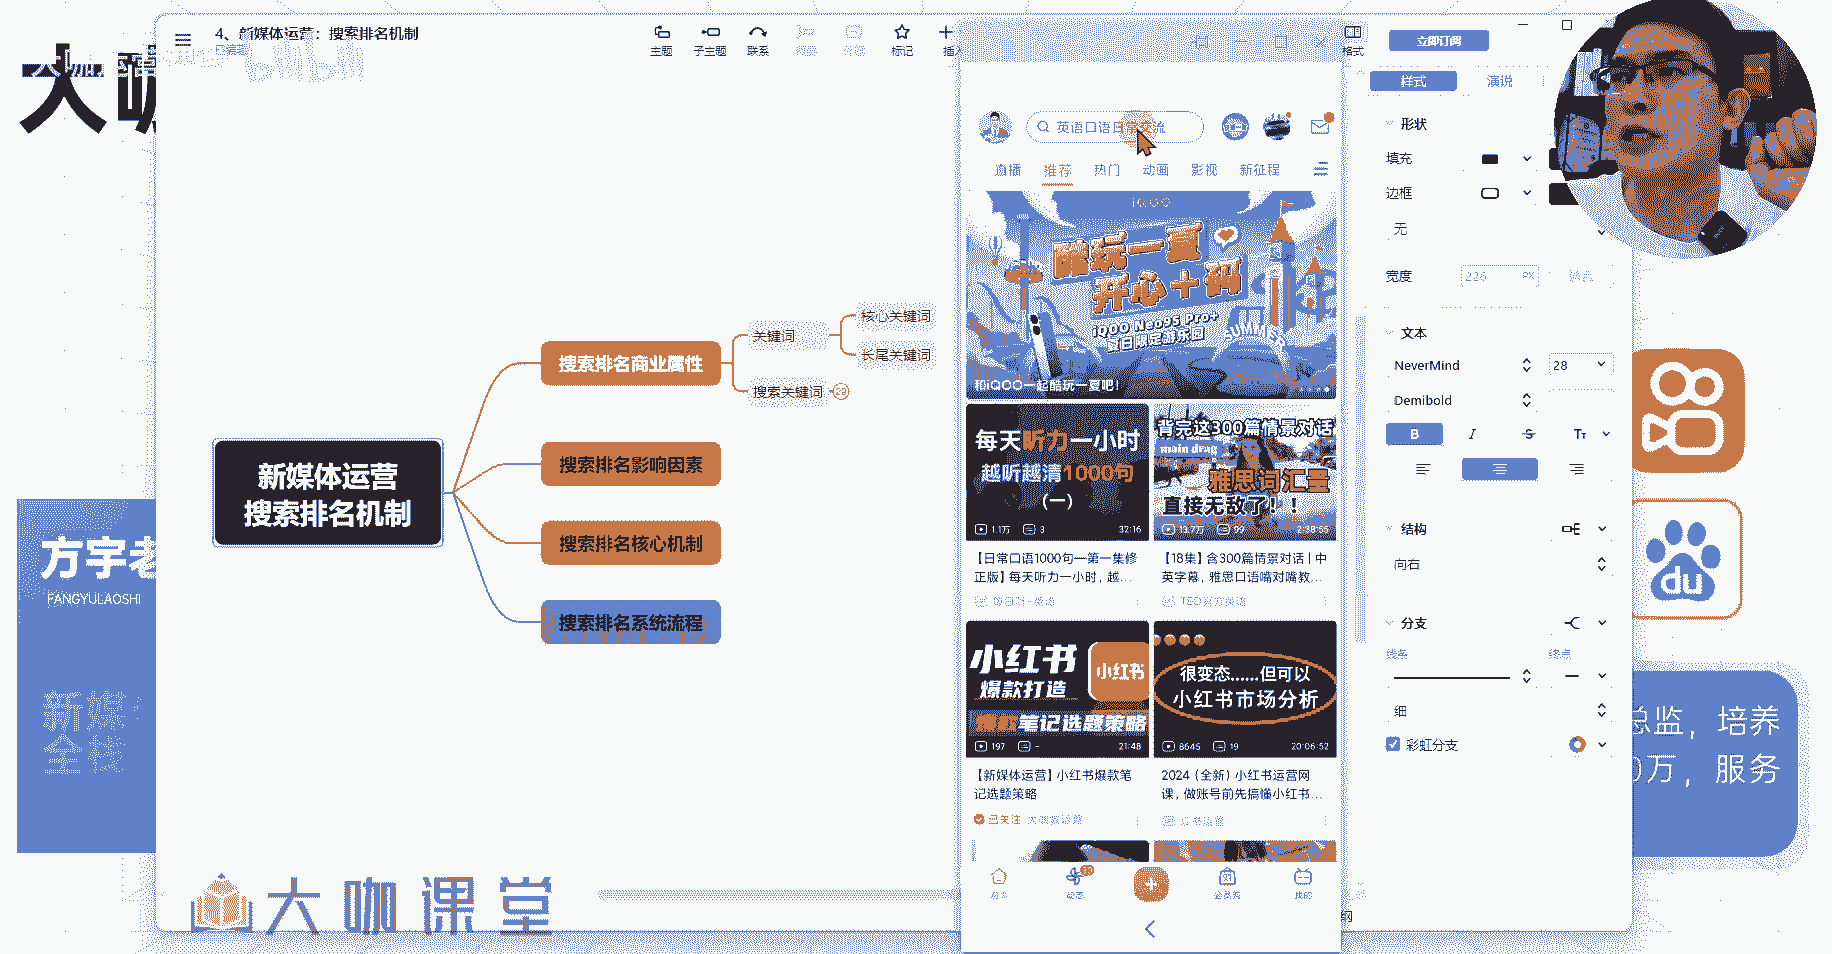 大咖
4、新媒体运营：搜索排名机制
已编辑
bilibili
主题
子主题
联系
标记
格式
立即订阅
样式
演说
英语口语日常交流
直播
推荐
热门
动画
影视
新征程
iQOO
酷玩一夏
开心十码
iQOO Neo9S Pro+
夏日限定游乐园
SUMMER
和iQOO一起酷玩一夏吧！
每天听力一小时
越听越清1000句
（一）
1.1万
3
32:16
背完这300篇情景对话
main drag
雅思词汇量
直接无敌了！！
13.7万
99
2:38:55
【日常口语1000句—第一集修
正版】每天听力一小时，越...
【18集】含300篇情景对话 | 中
英字幕，雅思口语嘴对嘴教...
小红书
爆款打造
小红书
爆款笔记选题策略
197
-
21:48
很变态......但可以
小红书市场分析
8645
19
20:06:52
【新媒体运营】小红书爆款笔
记选题策略
2024（全新）小红书运营网
课，做账号前先搞懂小红书...
已关注
首页
动态
会员购
我的
新媒体运营
搜索排名机制
搜索排名商业属性
关键词
核心关键词
长尾关键词
搜索关键词
29
搜索排名影响因素
搜索排名核心机制
搜索排名系统流程
形状
填充
边框
无
宽度
226
PX
文本
NeverMind
28
Demibold
B
I
S
Tт
结构
向右
分支
线条
终点
细
彩虹分支
方宇老
FANGYULAOSHI
新媒
全栈
du
总监，培养
0万，服务
大咖课堂